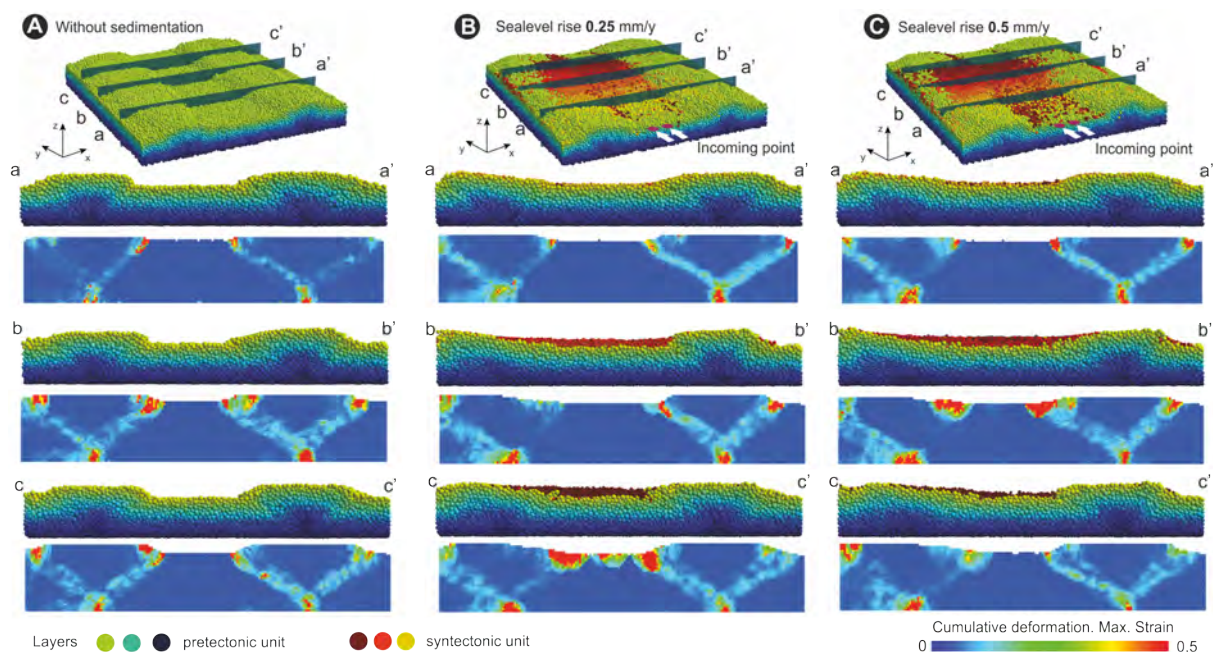 A Without sedimentation
B Sealevel rise 0.25 mm/y
C Sealevel rise 0.5 mm/y
c'
b'
a'
c
b
a
z
y
x
c'
b'
a'
c
b
a
z
y
x
Incoming point
c'
b'
a'
c
b
a
z
y
x
Incoming point
a a'
a a'
a a'
b b'
b b'
b b'
c c'
c c'
c c'
Layers pretectonic unit syntectonic unit
Cumulative deformation. Max. Strain
0 0.5